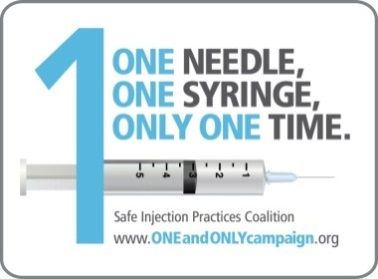 1
ONE NEEDLE,
ONE SYRINGE,
ONLY ONE TIME.
5 4 3 2 1
Safe Injection Practices Coalition
www.ONEandONLYcampaign.org